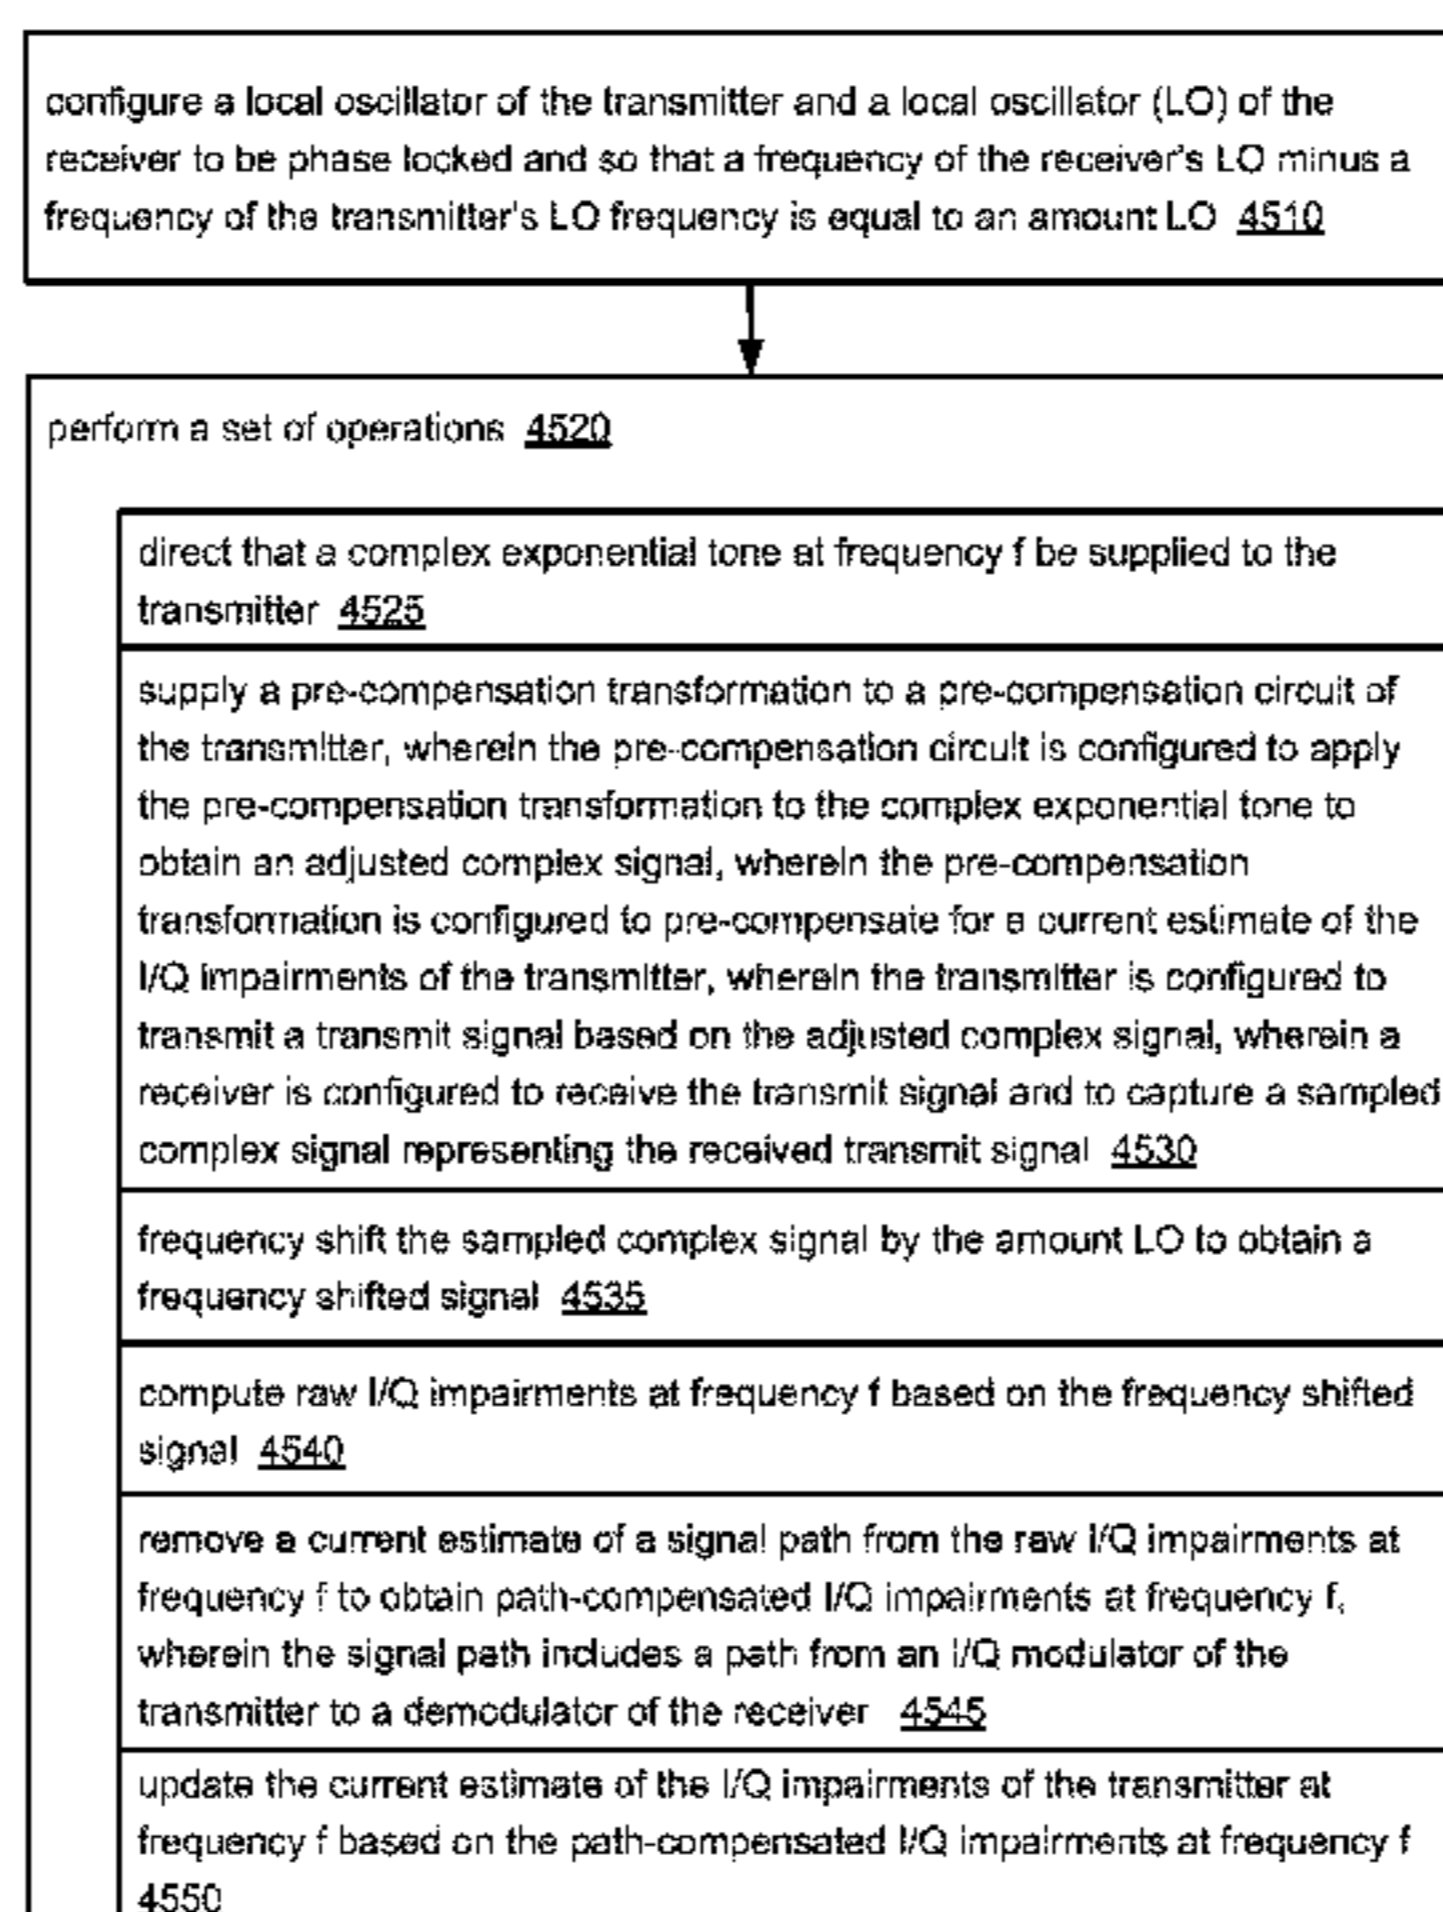 configure a local oscillator of the transmitter and a local oscillator (LO) of the
receiver to be phase locked and so that a frequency of the receiver's LO minus a
frequency of the transmitter's LO frequency is equal to an amount LO 4510
perform a set of operations 4520
direct that a complex exponential tone at frequency f be supplied to the
transmitter 4525
supply a pre-compensation transformation to a pre-compensation circuit of
the transmitter, wherein the pre-compensation circuit is configured to apply
the pre-compensation transformation to the complex exponential tone to
obtain an adjusted complex signal, wherein the pre-compensation
transformation is configured to pre-compensate for a current estimate of the
I/Q impairments of the transmitter, wherein the transmitter is configured to
transmit a transmit signal based on the adjusted complex signal, wherein a
receiver is configured to receive the transmit signal and to capture a sampled
complex signal representing the received transmit signal 4530
frequency shift the sampled complex signal by the amount LO to obtain a
frequency shifted signal 4535
compute raw I/Q impairments at frequency f based on the frequency shifted
signal 4540
remove a current estimate of a signal path from the raw I/Q impairments at
frequency f to obtain path-compensated I/Q impairments at frequency f,
wherein the signal path includes a path from an I/Q modulator of the
transmitter to a demodulator of the receiver 4545
update the current estimate of the I/Q impairments of the transmitter at
frequency f based on the path-compensated I/Q impairments at frequency f
4550